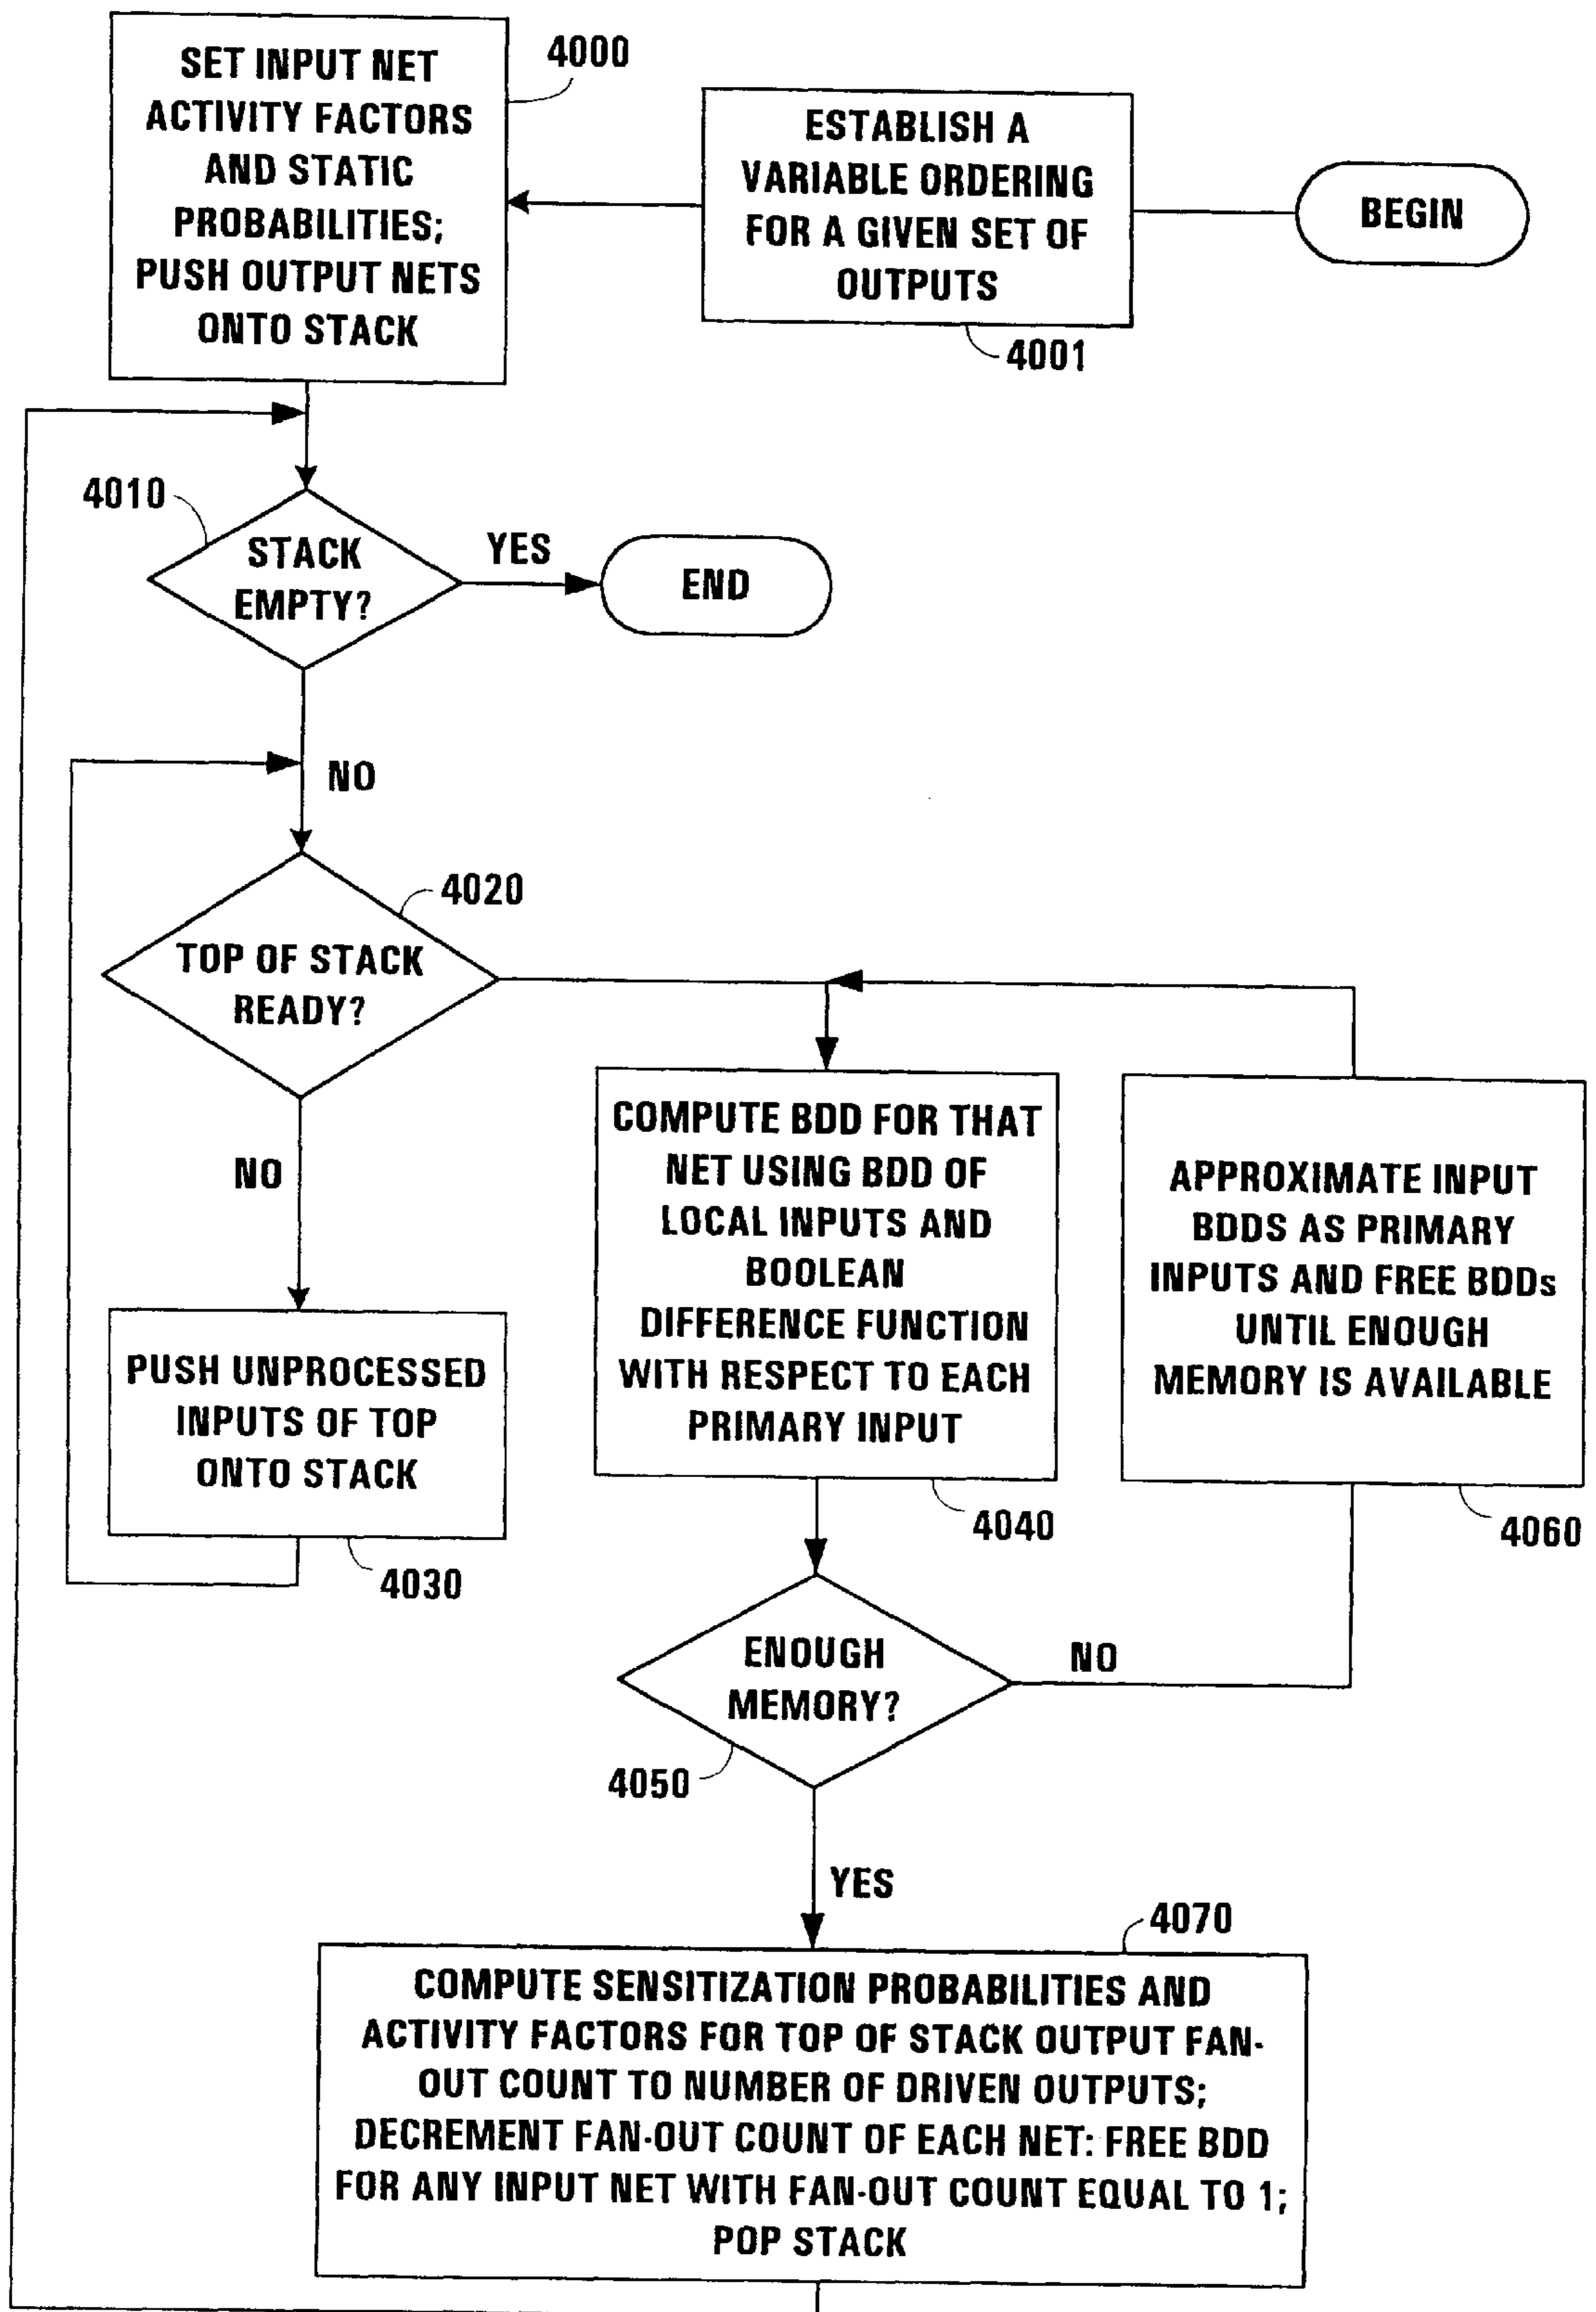 SET INPUT NET
ACTIVITY FACTORS
AND STATIC
PROBABILITIES;
PUSH OUTPUT NETS
ONTO STACK
4000
ESTABLISH A
VARIABLE ORDERING
FOR A GIVEN SET OF
OUTPUTS
4001
BEGIN
4010
STACK
EMPTY?
YES
END
NO
4020
TOP OF STACK
READY?
NO
PUSH UNPROCESSED
INPUTS OF TOP
ONTO STACK
4030
COMPUTE BDD FOR THAT
NET USING BDD OF
LOCAL INPUTS AND
BOOLEAN
DIFFERENCE FUNCTION
WITH RESPECT TO EACH
PRIMARY INPUT
4040
APPROXIMATE INPUT
BDDS AS PRIMARY
INPUTS AND FREE BDDs
UNTIL ENOUGH
MEMORY IS AVAILABLE
4060
ENOUGH
MEMORY?
NO
4050
YES
4070
COMPUTE SENSITIZATION PROBABILITIES AND
ACTIVITY FACTORS FOR TOP OF STACK OUTPUT FAN-
OUT COUNT TO NUMBER OF DRIVEN OUTPUTS;
DECREMENT FAN-OUT COUNT OF EACH NET: FREE BDD
FOR ANY INPUT NET WITH FAN-OUT COUNT EQUAL TO 1;
POP STACK